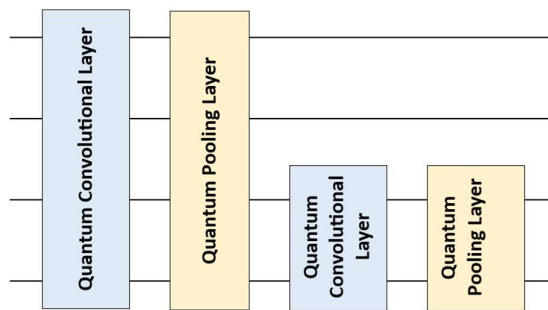 Quantum Convolutional Layer
Quantum Pooling Layer
Quantum
Convolutional
Layer
Quantum
Pooling Layer